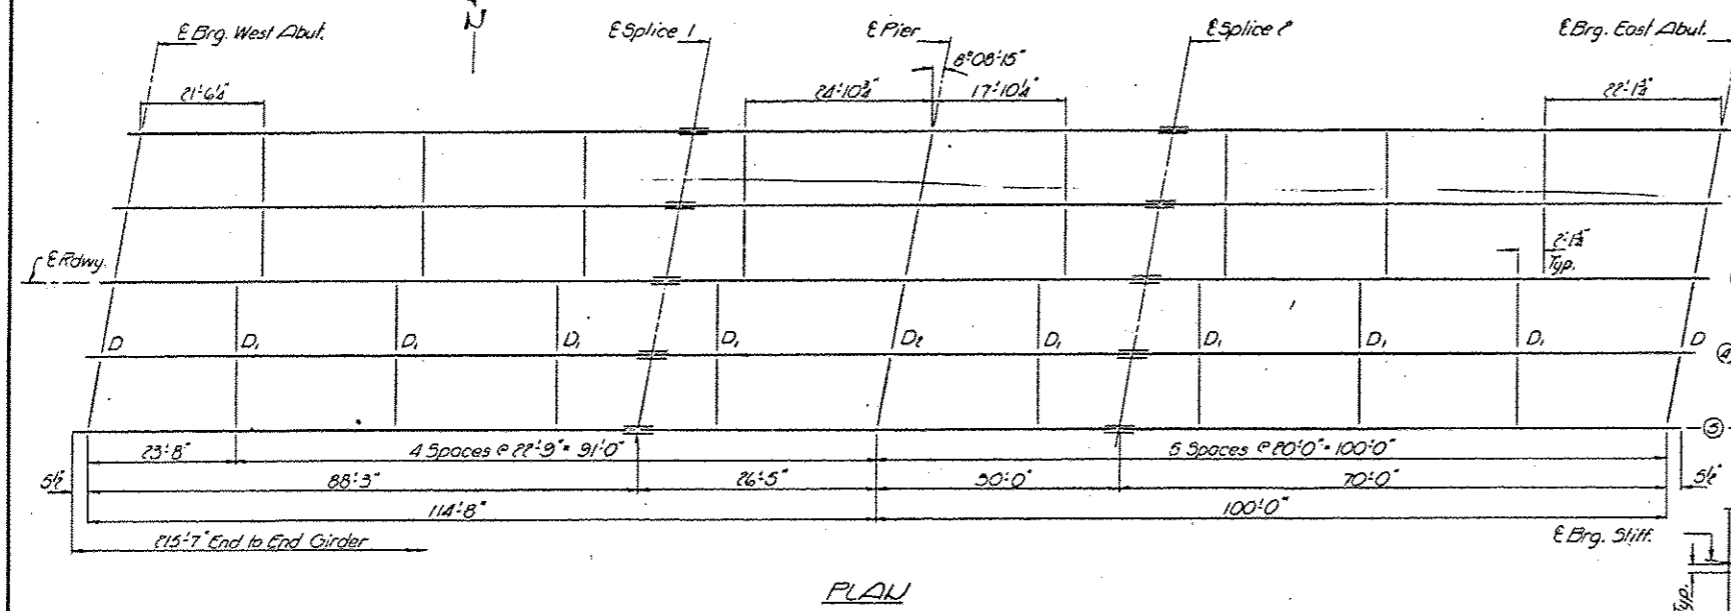 N
℄ Brg. West Abut.
℄ Splice 1
℄ Pier
℄ Splice 2
℄ Brg. East Abut.
8°08'-15"
21'-6¼"
24'-10¾"
17'-10¼"
22'-1¾"
2'-1¾"
Typ.
℄ Rdwy.
D D₁ D₁ D₁ D₁ D₂ D₁ D₁ D₁ D₁ D 4
5
23'-8" 4 Spaces @ 22'-9" = 91'-0" 5 Spaces @ 20'-0" = 100'-0"
5½" 88'-3" 26'-5" 30'-0" 70'-0" 5½"
114'-8" 100'-0"
215'-7" End to End Girder
℄ Brg. Stiff.
Typ.
PLAN